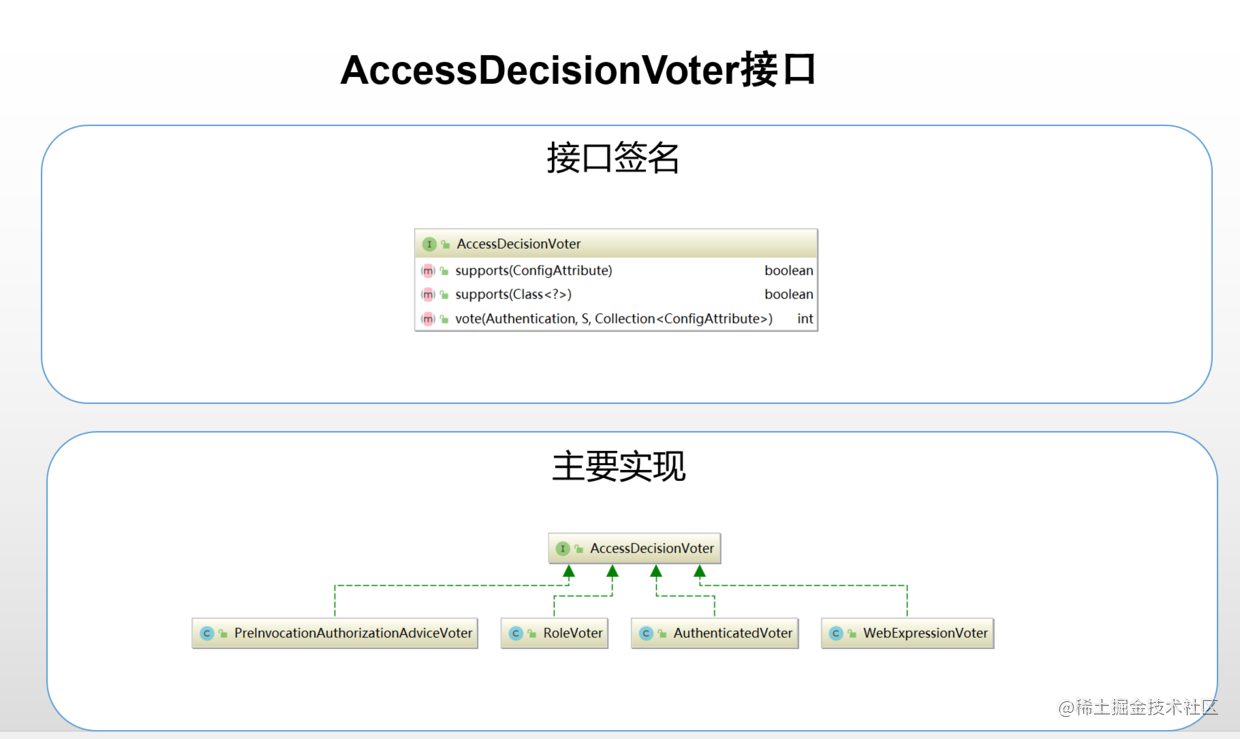 AccessDecisionVoter接口
接口签名
AccessDecisionVoter
supports(ConfigAttribute) boolean
supports(Class<?>) boolean
vote(Authentication, S, Collection<ConfigAttribute>) int
主要实现
AccessDecisionVoter
PreInvocationAuthorizationAdviceVoter RoleVoter AuthenticatedVoter WebExpressionVoter
@稀土掘金技术社区